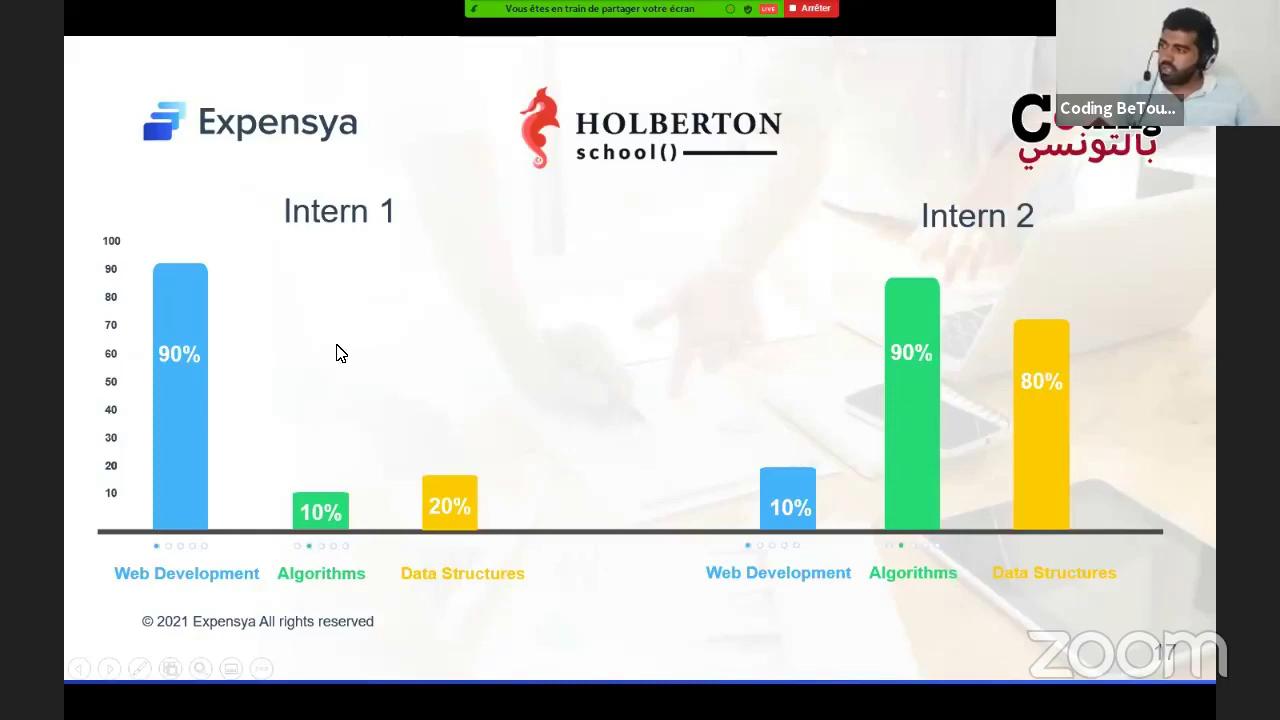 Vous êtes en train de partager votre écran
LIVE
Arrêter
Coding BeTou...
Expensya
HOLBERTON
school()
بالتونسي
Intern 1
Intern 2
100
90
80
70
60
50
40
30
20
10
90%
10%
20%
10%
90%
80%
Web Development
Algorithms
Data Structures
Web Development
Algorithms
Data Structures
© 2021 Expensya All rights reserved
17
zoom